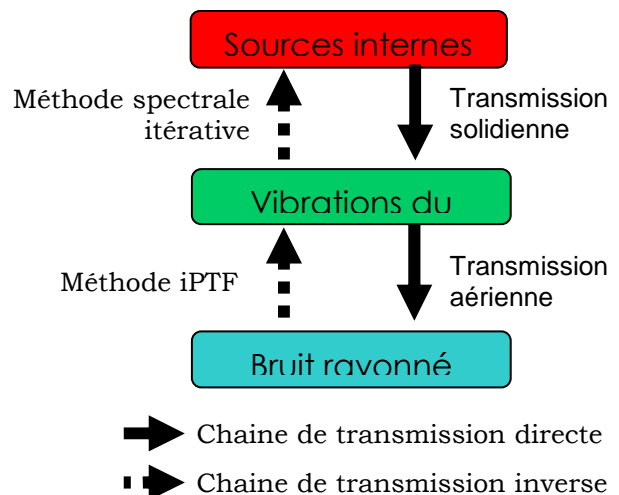 Sources internes
Méthode spectrale
itérative
Transmission
solidienne
Vibrations du
Méthode iPTF
Transmission
aérienne
Bruit rayonné
Chaine de transmission directe
Chaine de transmission inverse